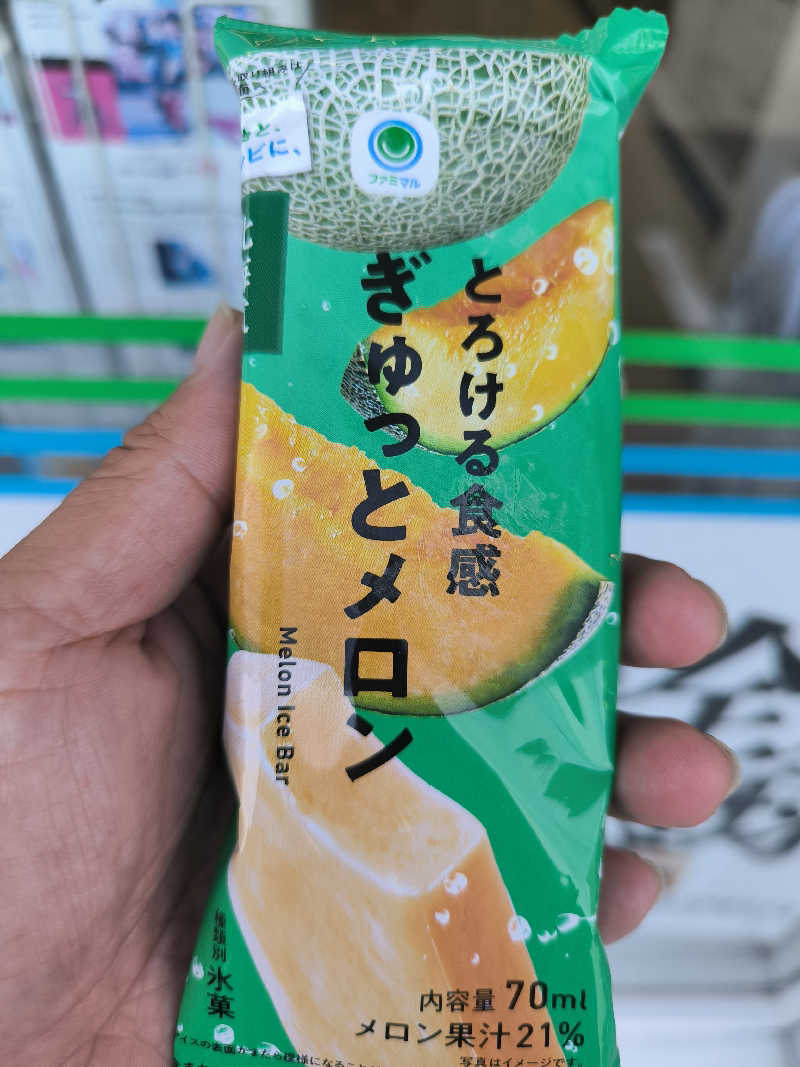 ファミマル
とろける食感
ぎゅっとメロン
Melon Ice Bar
種類別
氷菓
内容量 70ml
メロン果汁21%
写真はイメージです。